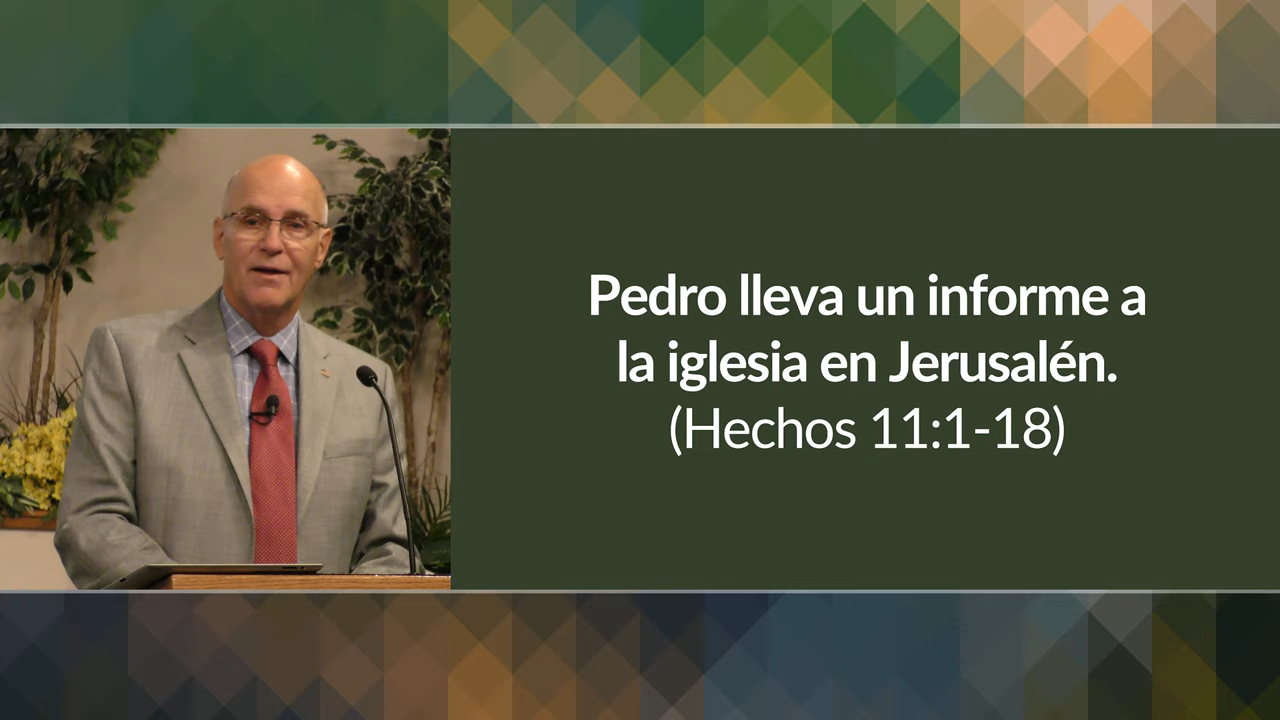 Pedro lleva un informe a
la iglesia en Jerusalén.
(Hechos 11:1-18)